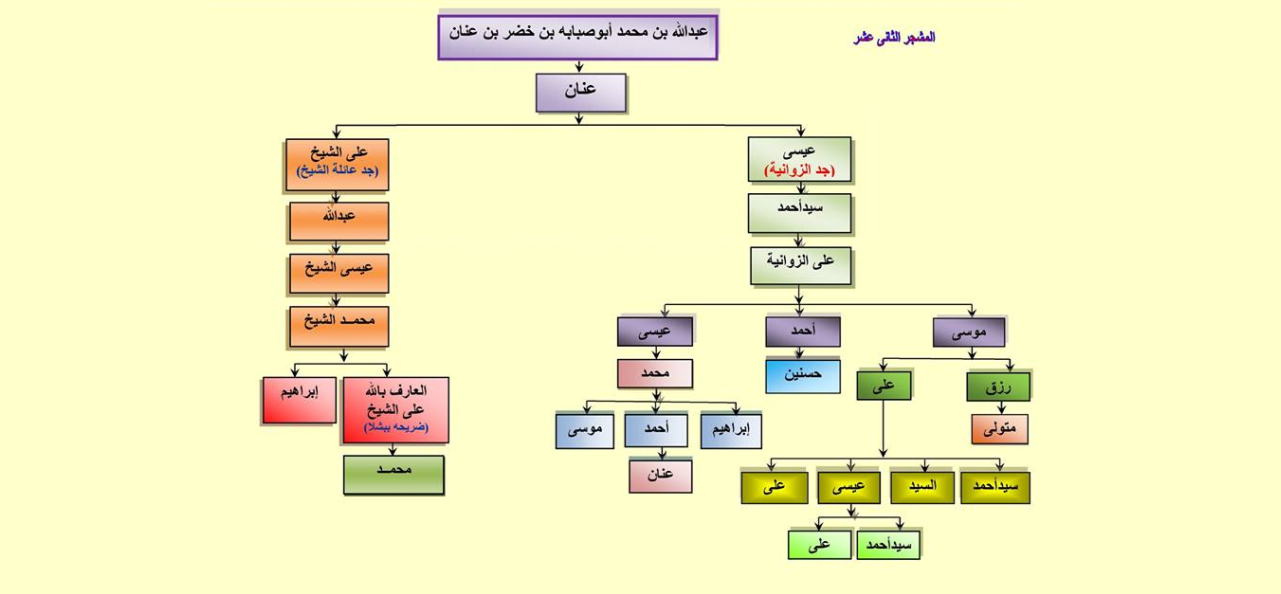 المشجر الثانى عشر
عبدالله بن محمد أبوصبابه بن خضر بن عنان
عنان
عيسى
(جد الزوانية)
على الشيخ
(جد عائلة الشيخ)
سيدأحمد
عبدالله
على الزوانية
عيسى الشيخ
محمــد الشيخ
موسى
أحمد
عيسى
رزق
على
حسنين
محمد
العارف بالله
على الشيخ
(ضريحه ببشلا)
إبراهيم
متولى
إبراهيم
أحمد
موسى
محمــد
عنان
سيدأحمد
السيد
عيسى
على
سيدأحمد
على